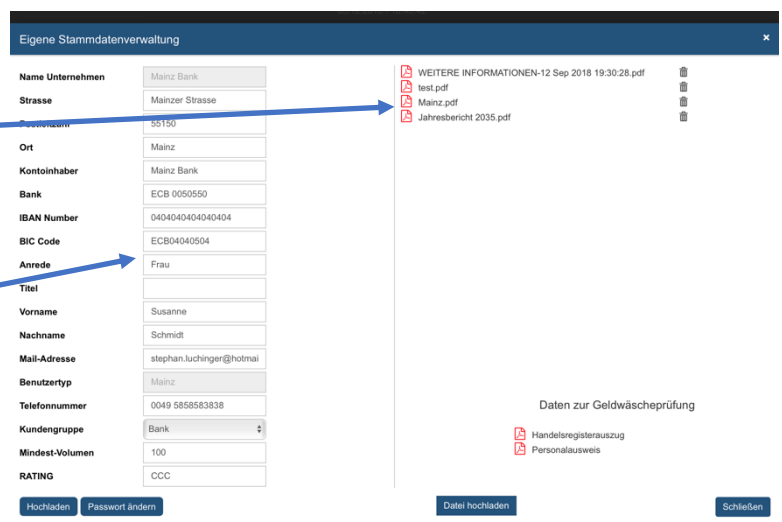 Eigene Stammdatenverwaltung ×
Name Unternehmen Mainz Bank
Strasse Mainzer Strasse
55150
Ort Mainz
Kontoinhaber Mainz Bank
Bank ECB 0050550
IBAN Number 0404040404040404
BIC Code ECB04040504
Anrede Frau
Titel
Vorname Susanne
Nachname Schmidt
Mail-Adresse stephan.luchinger@hotmai
Benutzertyp Mainz
Telefonnummer 0049 5858583838
Kundengruppe Bank
Mindest-Volumen 100
RATING CCC
Hochladen Passwort ändern
WEITERE INFORMATIONEN-12 Sep 2018 19:30:28.pdf
test.pdf
Mainz.pdf
Jahresbericht 2035.pdf
Daten zur Geldwäscheprüfung
Handelsregisterauszug
Personalausweis
Datei hochladen
Schließen